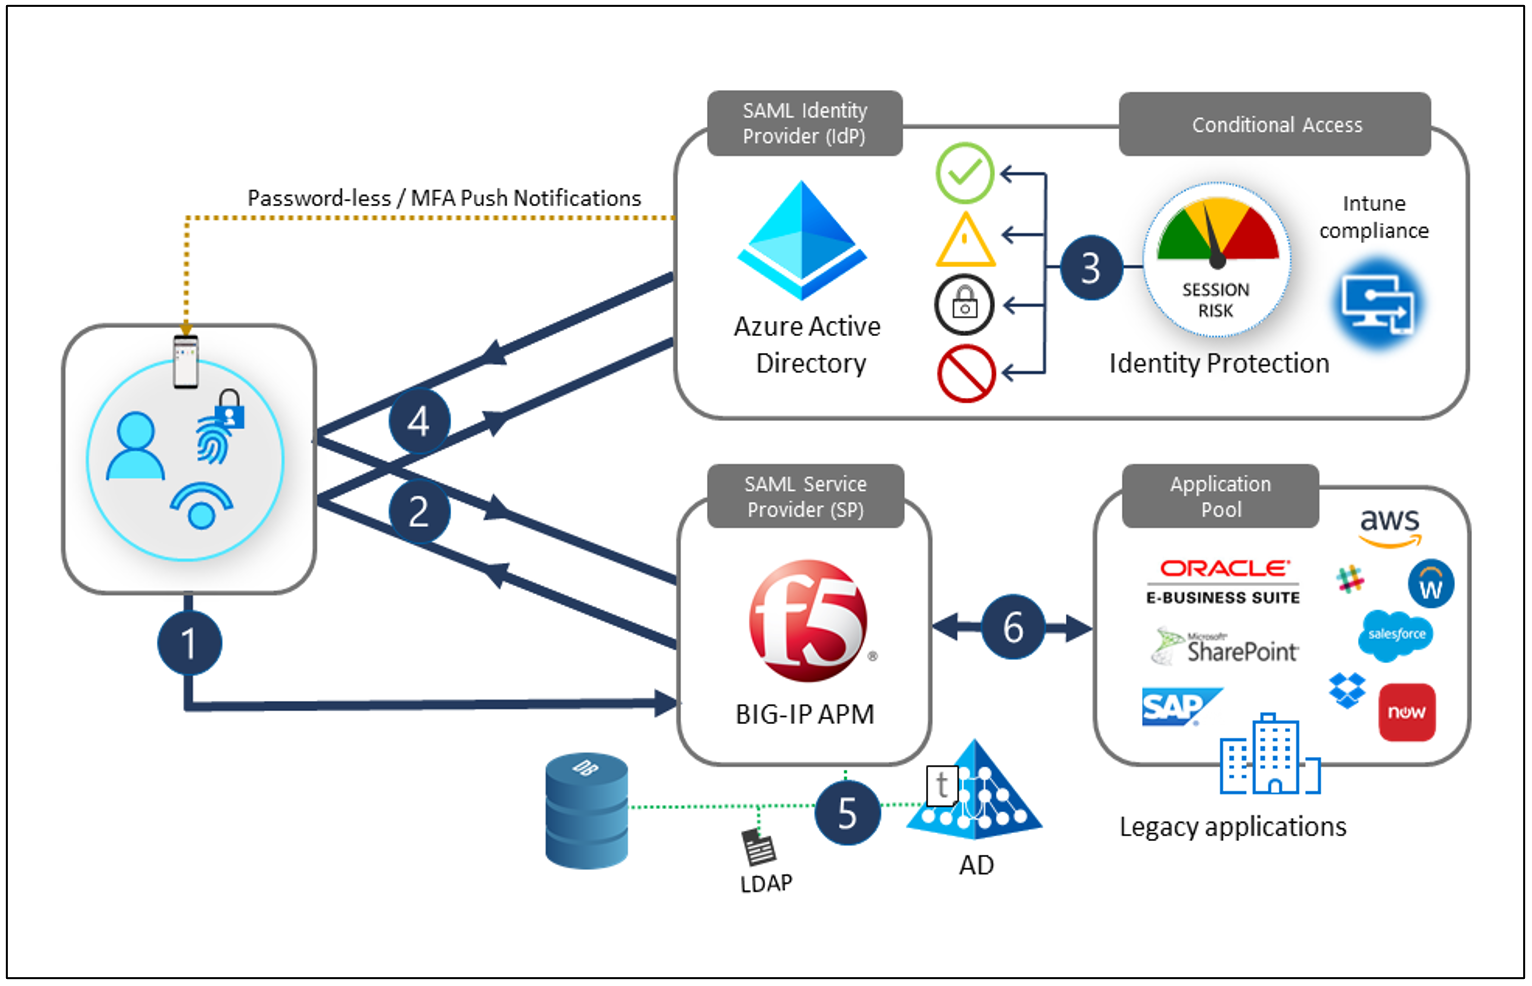 SAML Identity
Provider (IdP)
Conditional Access
Password-less / MFA Push Notifications
Azure Active
Directory
3
SESSION
RISK
Identity Protection
Intune
compliance
4
2
1
SAML Service
Provider (SP)
f5®
BIG-IP APM
6
Application
Pool
aws
ORACLE®
E-BUSINESS SUITE
W
Microsoft®
SharePoint
salesforce
SAP®
now
Legacy applications
DB
LDAP
5
t
AD